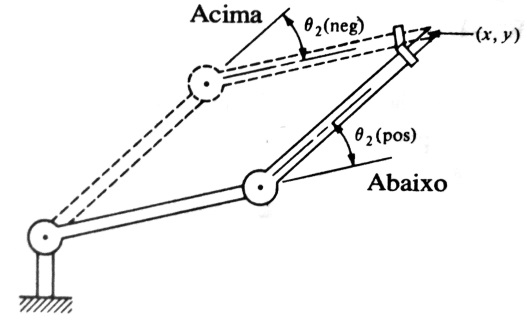 Acima
θ₂(neg)
(x, y)
θ₂(pos)
Abaixo